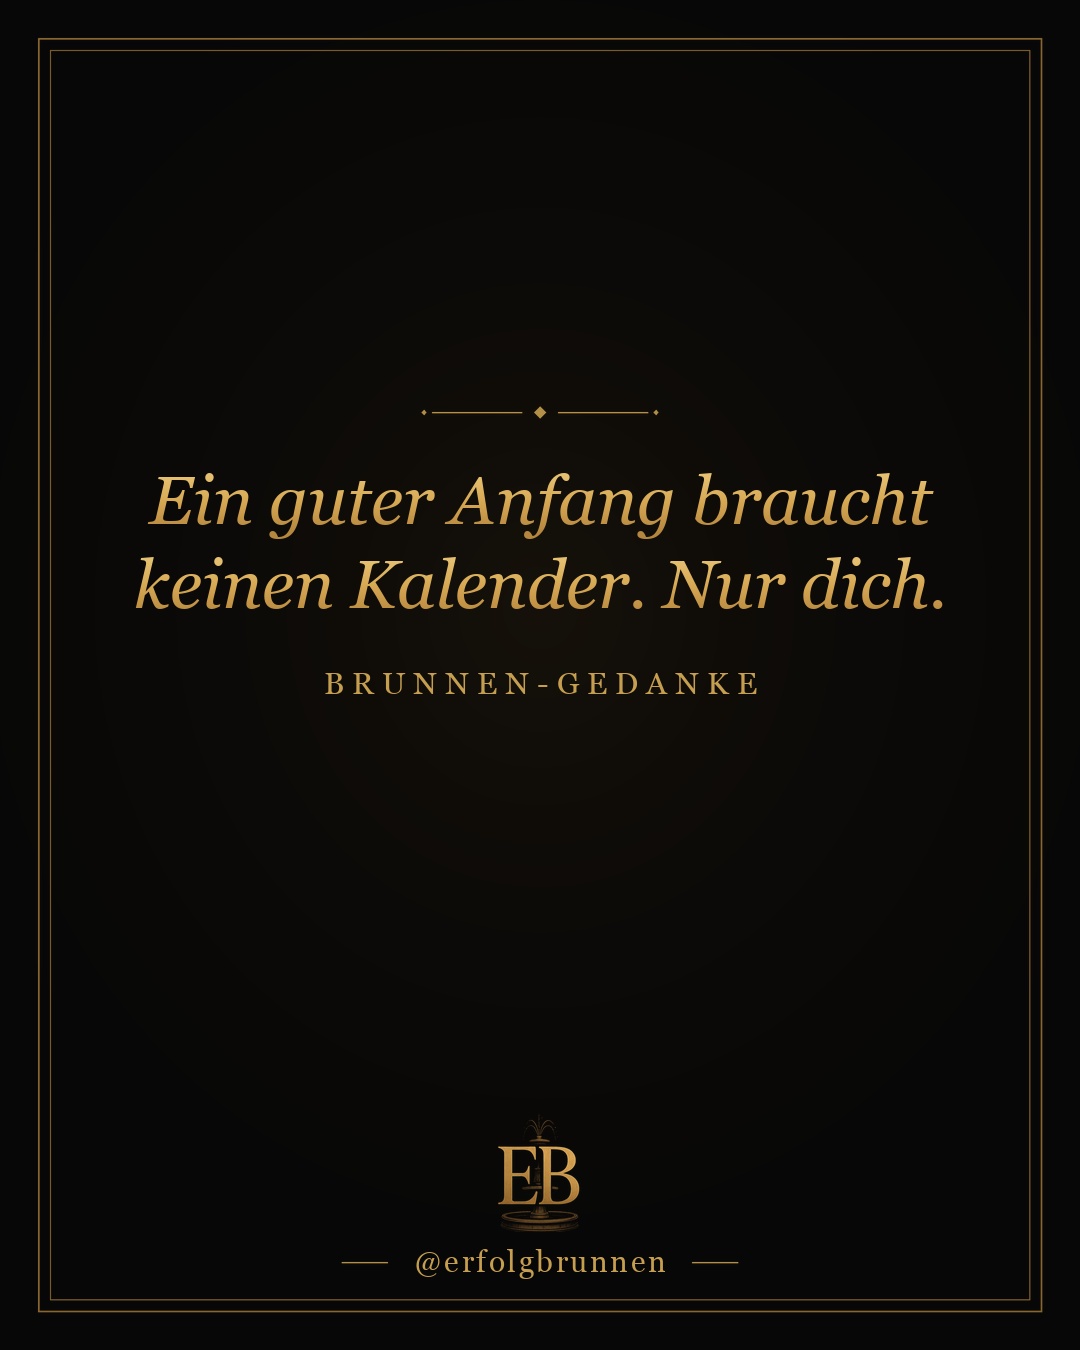 Ein guter Anfang braucht
keinen Kalender. Nur dich.
BRUNNEN-GEDANKE
EB
@erfolgbrunnen